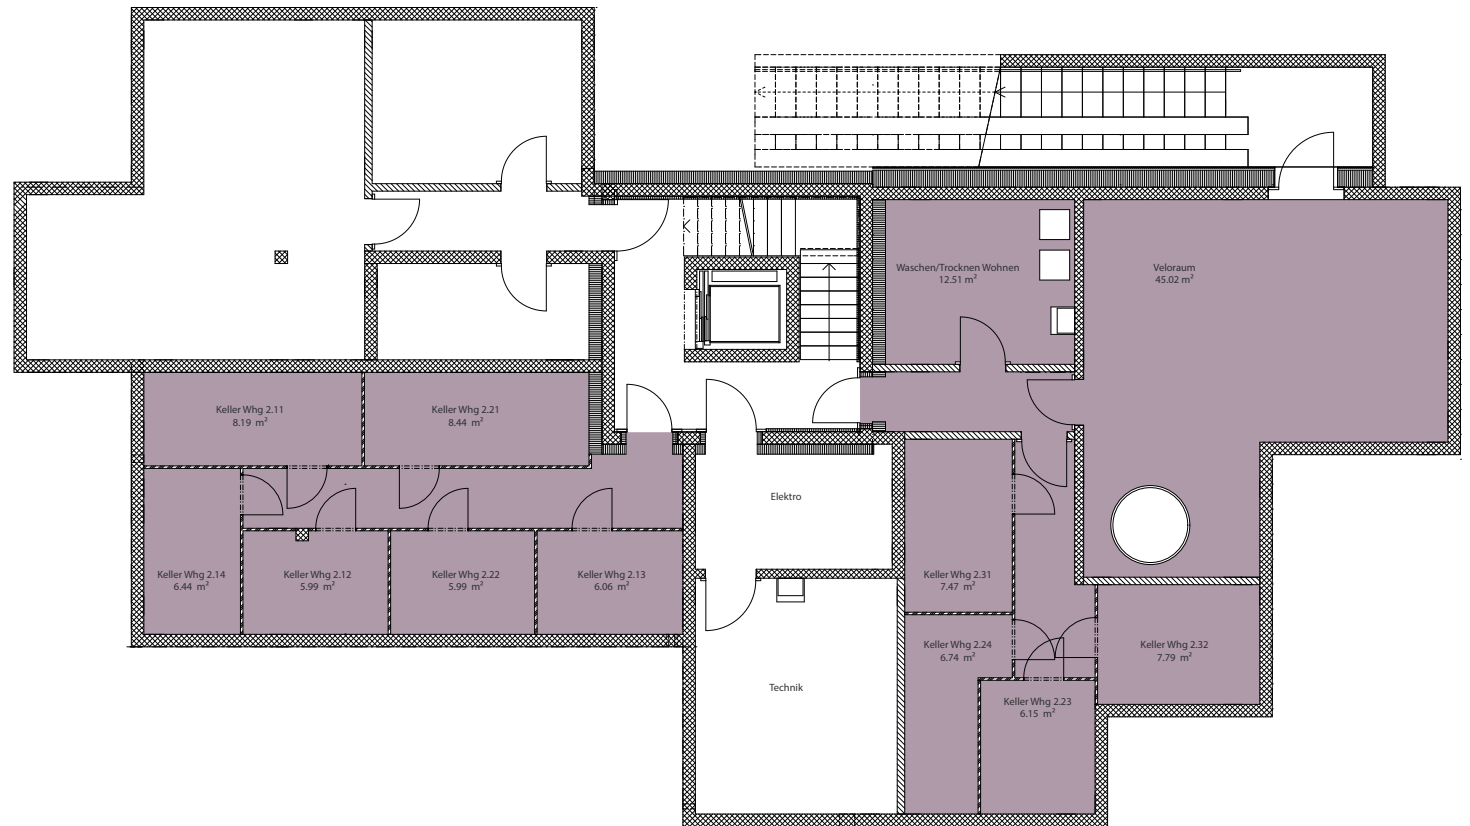 Waschen/Trocknen Wohnen
12.51 m²
Veloraum
45.02 m²
Keller Whg 2.11
8.19 m²
Keller Whg 2.21
8.44 m²
Elektro
Keller Whg 2.14
6.44 m²
Keller Whg 2.12
5.99 m²
Keller Whg 2.22
5.99 m²
Keller Whg 2.13
6.06 m²
Keller Whg 2.31
7.47 m²
Keller Whg 2.24
6.74 m²
Keller Whg 2.32
7.79 m²
Technik
Keller Whg 2.23
6.15 m²